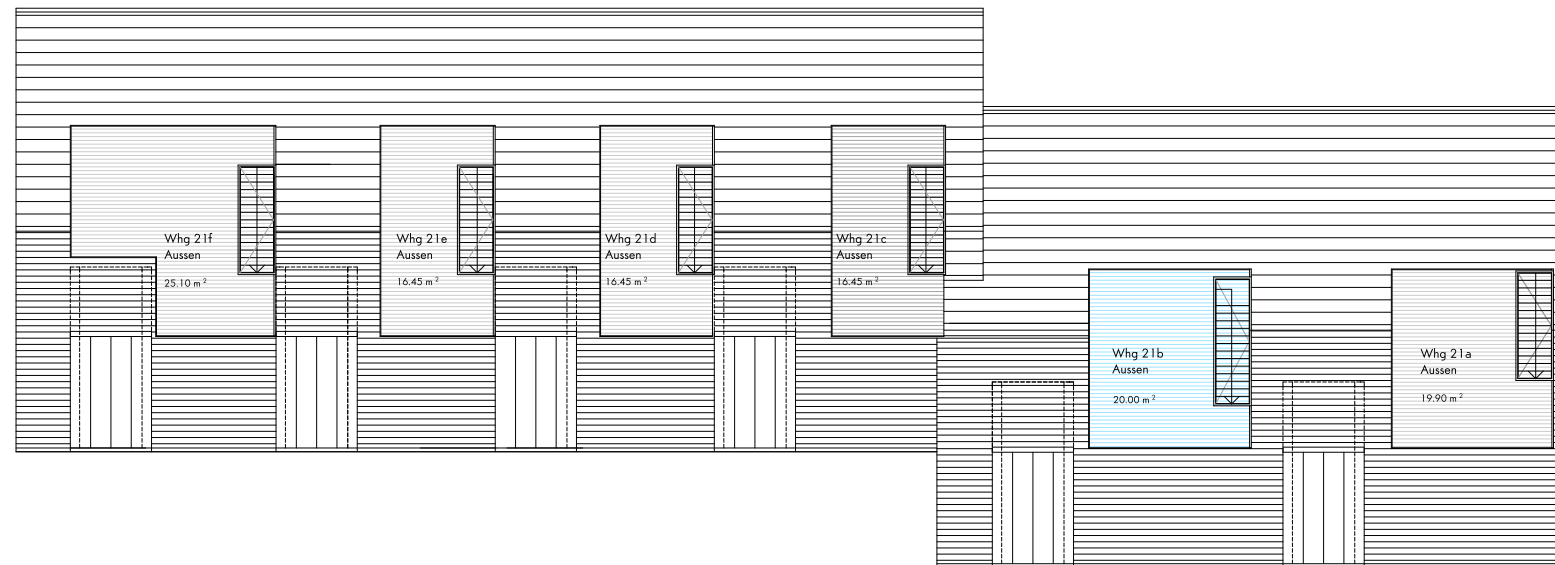 Whg 21f
Aussen
25.10 m²
Whg 21e
Aussen
16.45 m²
Whg 21d
Aussen
16.45 m²
Whg 21c
Aussen
16.45 m²
Whg 21b
Aussen
20.00 m²
Whg 21a
Aussen
19.90 m²